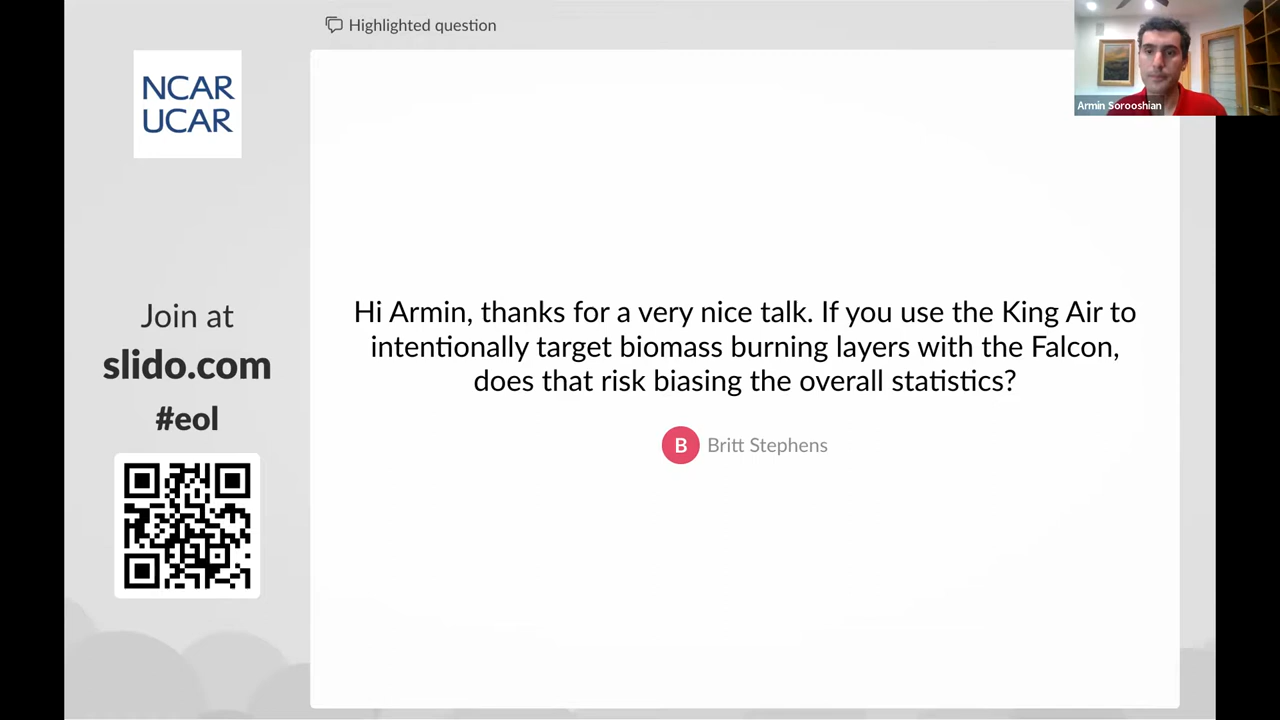 Highlighted question
NCAR
UCAR
Armin Sorooshian
Hi Armin, thanks for a very nice talk. If you use the King Air to
intentionally target biomass burning layers with the Falcon,
does that risk biasing the overall statistics?
B Britt Stephens
Join at
slido.com
#eol